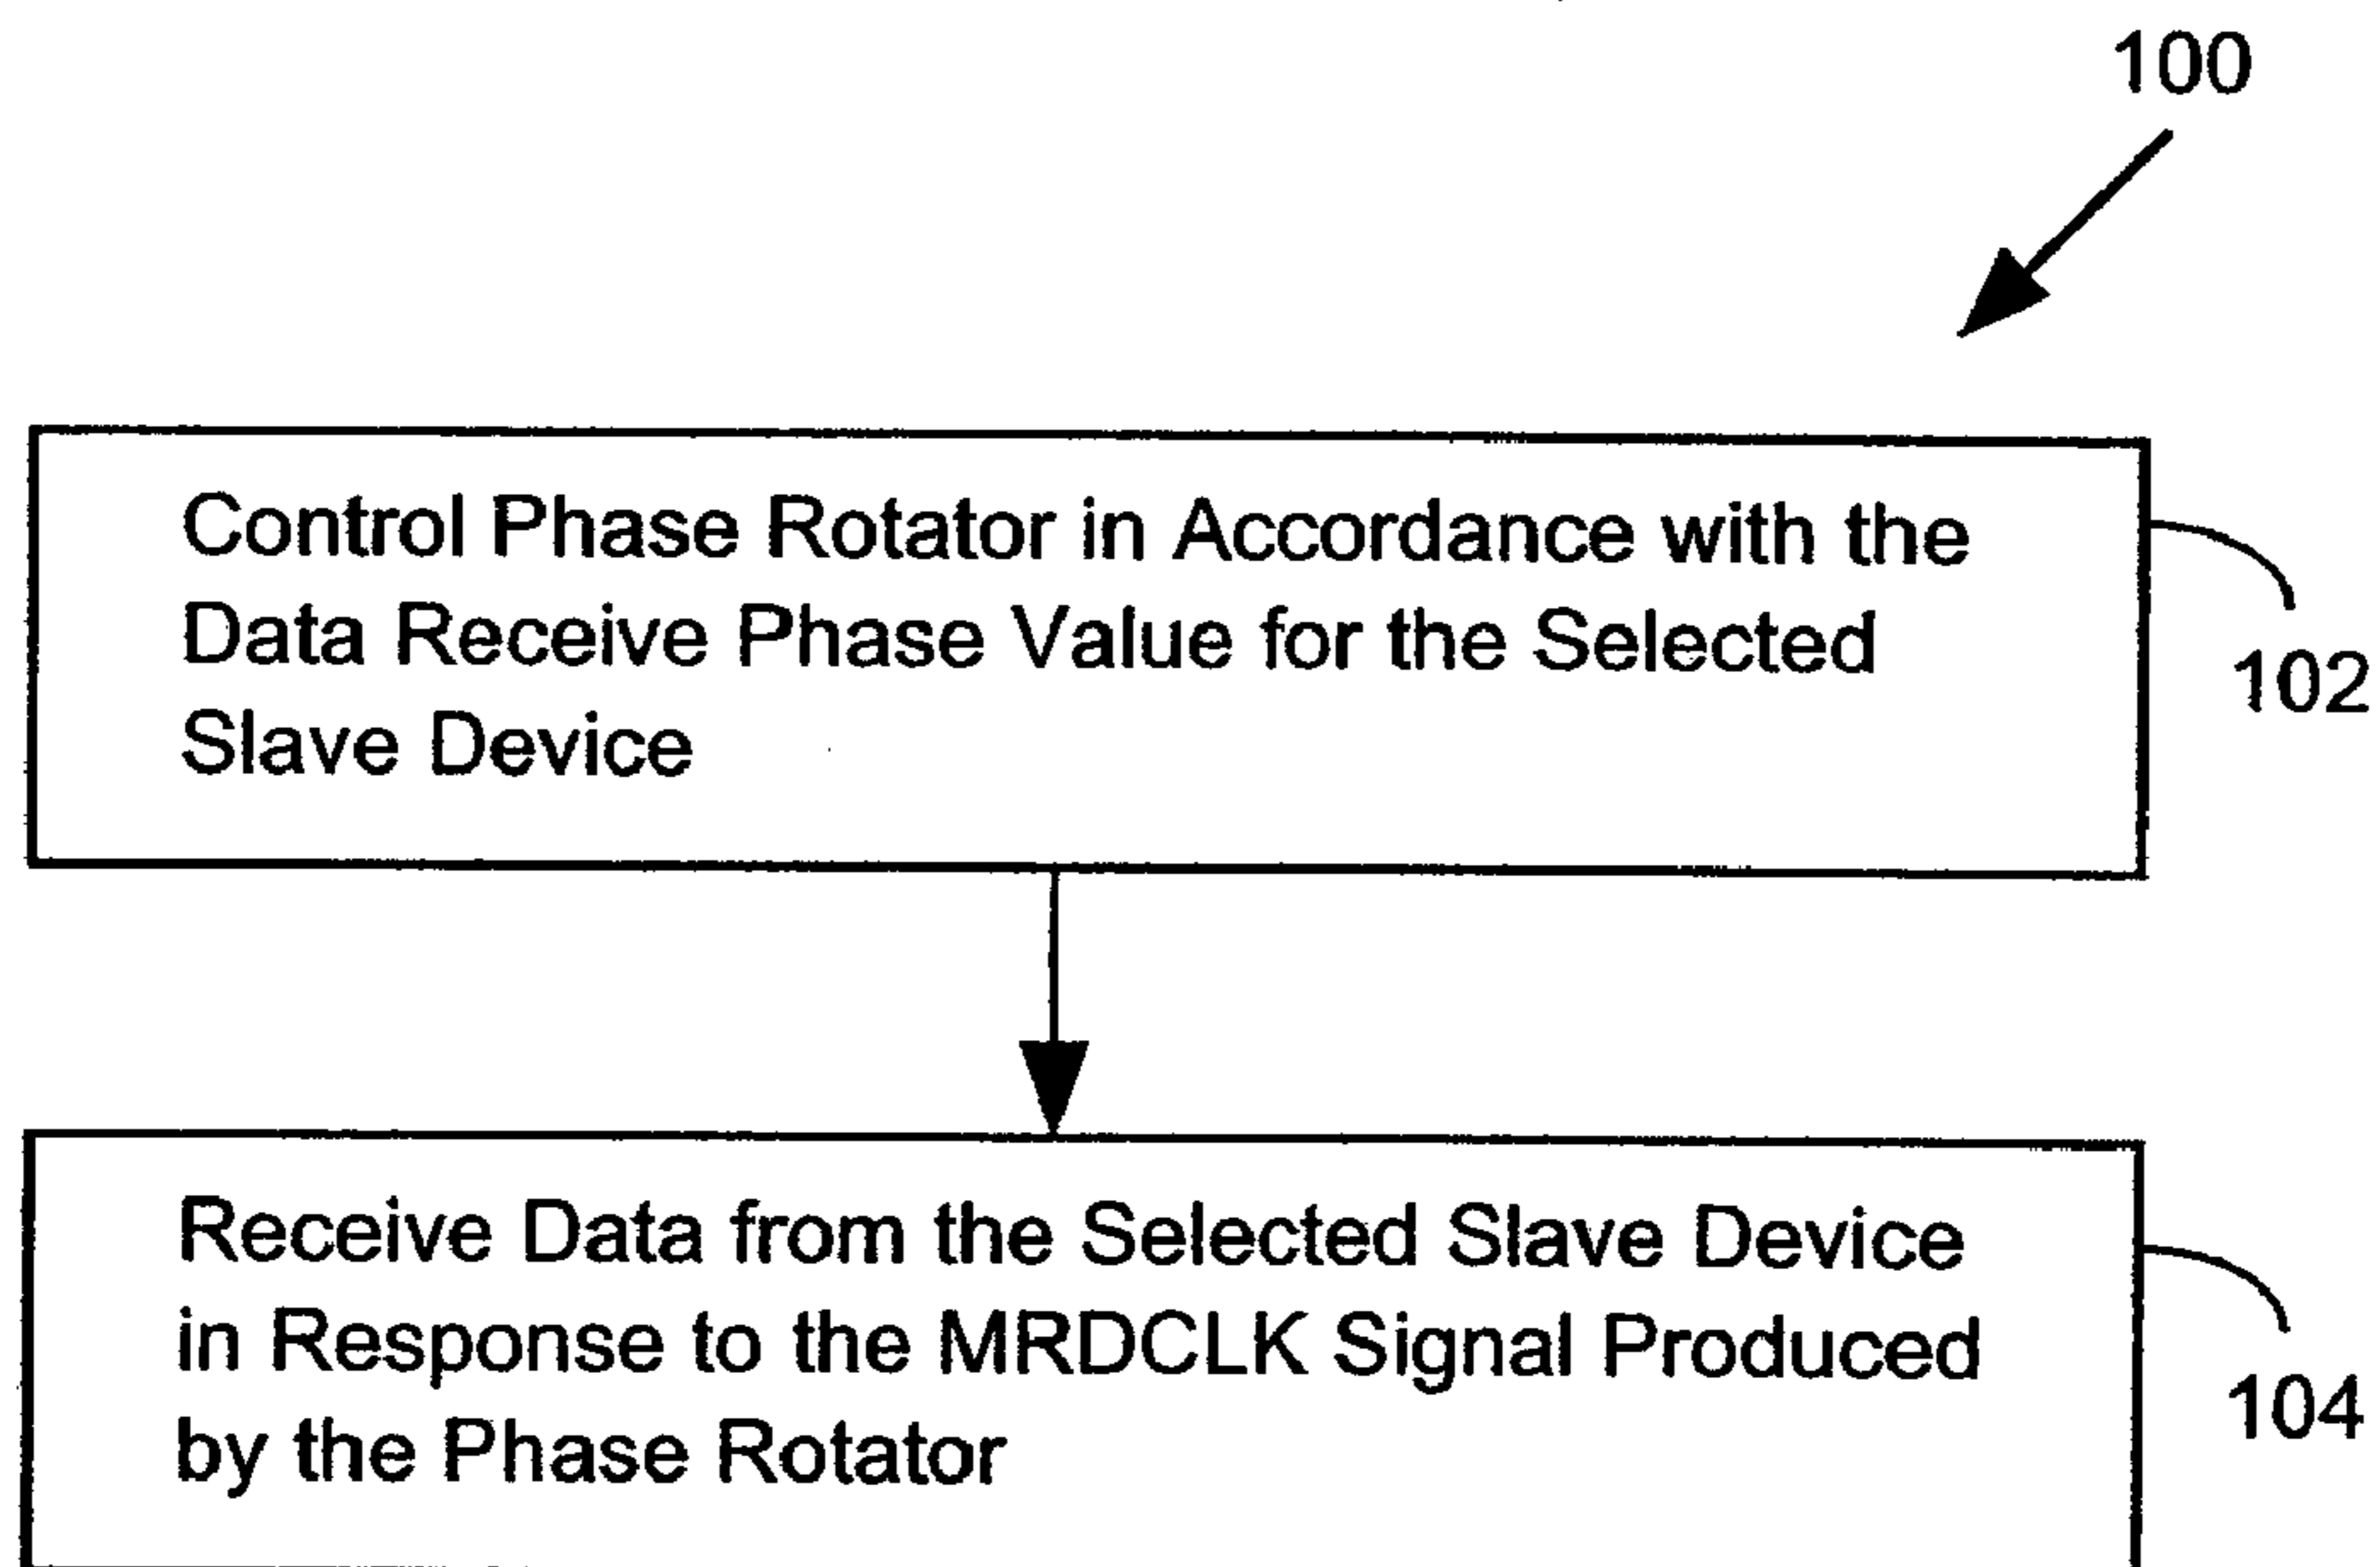 100
Control Phase Rotator in Accordance with the
Data Receive Phase Value for the Selected
Slave Device
102
Receive Data from the Selected Slave Device
in Response to the MRDCLK Signal Produced
by the Phase Rotator
104